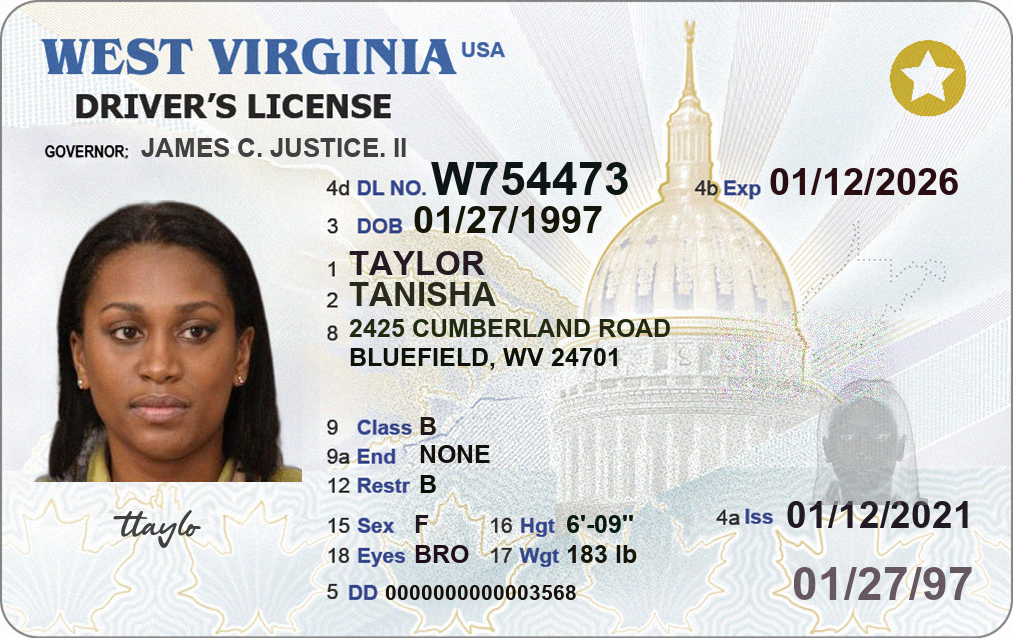 WEST VIRGINIA USA
DRIVER'S LICENSE
GOVERNOR: JAMES C. JUSTICE. II
4d DL NO. W754473 4b Exp 01/12/2026
3 DOB 01/27/1997
1 TAYLOR
2 TANISHA
8 2425 CUMBERLAND ROAD
BLUEFIELD, WV 24701
9 Class B
9a End NONE
12 Restr B
15 Sex F 16 Hgt 6'-09" 4a Iss 01/12/2021
18 Eyes BRO 17 Wgt 183 lb
5 DD 0000000000003568 01/27/97
ttaylo